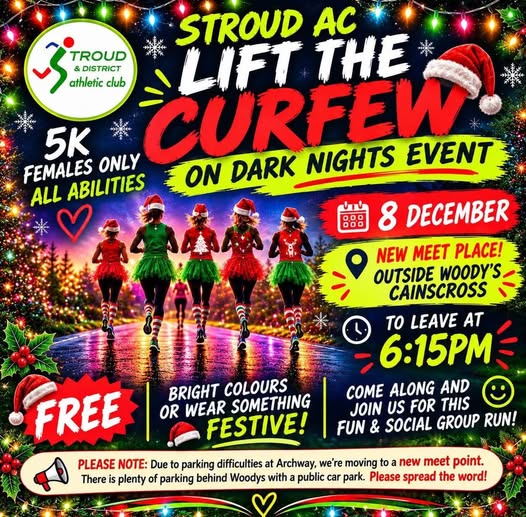 STROUD
& DISTRICT
athletic club
STROUD AC
LIFT THE
CURFEW
ON DARK NIGHTS EVENT
5K
FEMALES ONLY
ALL ABILITIES
8 DECEMBER
NEW MEET PLACE!
OUTSIDE WOODY'S
CAINSCROSS
TO LEAVE AT
6:15PM
FREE
BRIGHT COLOURS
OR WEAR SOMETHING
FESTIVE!
COME ALONG AND
JOIN US FOR THIS
FUN & SOCIAL GROUP RUN!
PLEASE NOTE: Due to parking difficulties at Archway, we're moving to a new meet point.
There is plenty of parking behind Woodys with a public car park. Please spread the word!